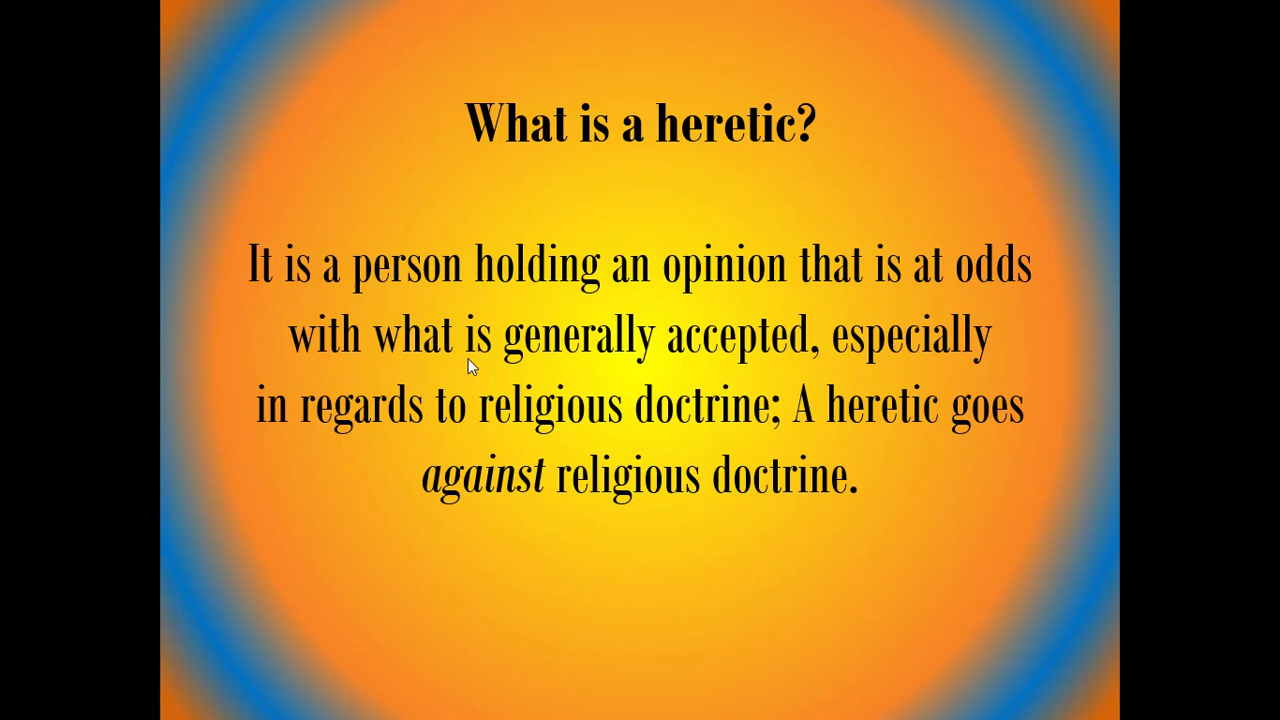 What is a heretic?
It is a person holding an opinion that is at odds
with what is generally accepted, especially
in regards to religious doctrine; A heretic goes
against religious doctrine.